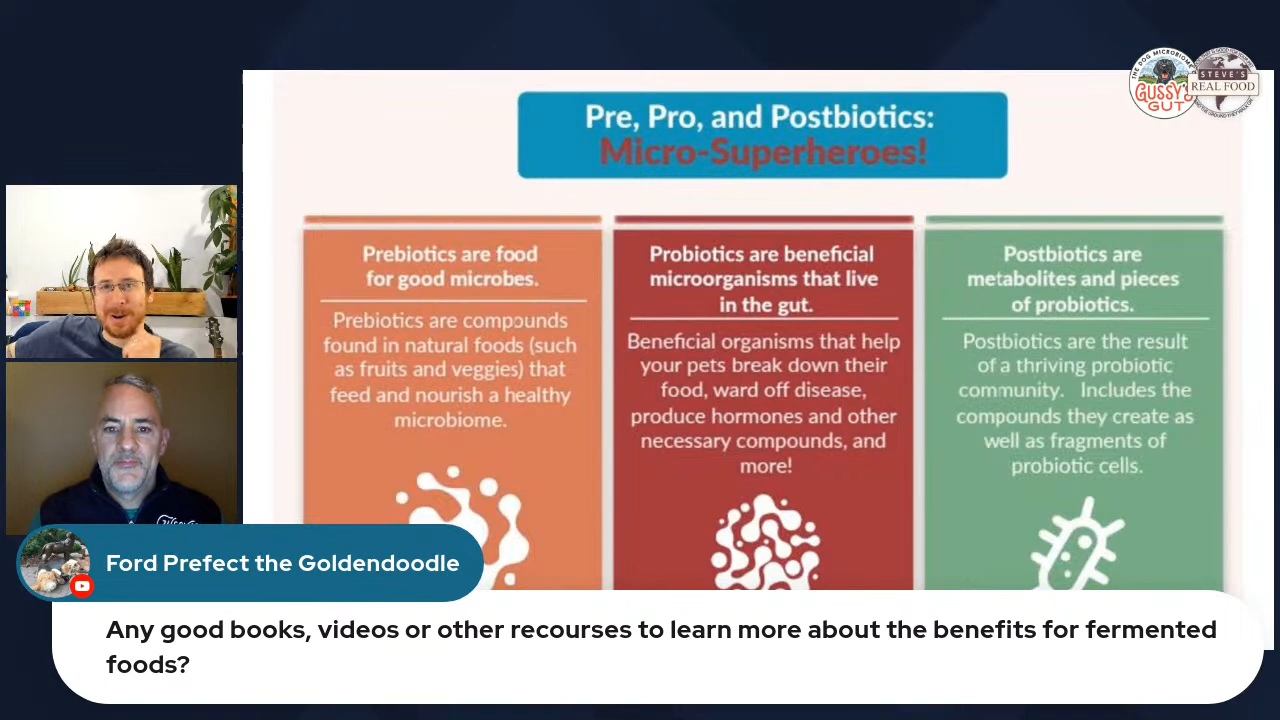 THE DOG MICROBIOME
GUSSY'S
GUT
STEVE'S
REAL FOOD
Pre, Pro, and Postbiotics:
Micro-Superheroes!
Prebiotics are food
for good microbes.
Prebiotics are compounds
found in natural foods (such
as fruits and veggies) that
feed and nourish a healthy
microbiome.
Probiotics are beneficial
microorganisms that live
in the gut.
Beneficial organisms that help
your pets break down their
food, ward off disease,
produce hormones and other
necessary compounds, and
more!
Postbiotics are
metabolites and pieces
of probiotics.
Postbiotics are the result
of a thriving probiotic
community. Includes the
compounds they create as
well as fragments of
probiotic cells.
Ford Prefect the Goldendoodle
Any good books, videos or other recourses to learn more about the benefits for fermented
foods?